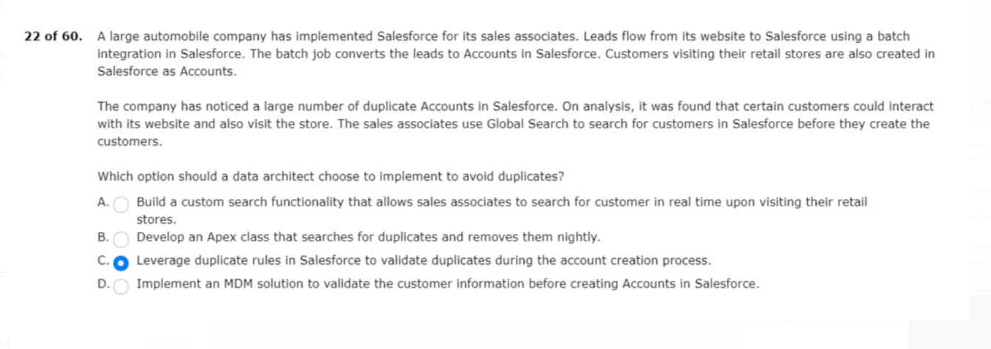 22 of 60. A large automobile company has implemented Salesforce for its sales associates. Leads flow from its website to Salesforce using a batch
integration in Salesforce. The batch job converts the leads to Accounts in Salesforce. Customers visiting their retail stores are also created in
Salesforce as Accounts.
The company has noticed a large number of duplicate Accounts in Salesforce. On analysis, it was found that certain customers could interact
with its website and also visit the store. The sales associates use Global Search to search for customers in Salesforce before they create the
customers.
Which option should a data architect choose to implement to avoid duplicates?
A. Build a custom search functionality that allows sales associates to search for customer in real time upon visiting their retail
stores.
B. Develop an Apex class that searches for duplicates and removes them nightly.
C. Leverage duplicate rules in Salesforce to validate duplicates during the account creation process.
D. Implement an MDM solution to validate the customer information before creating Accounts in Salesforce.